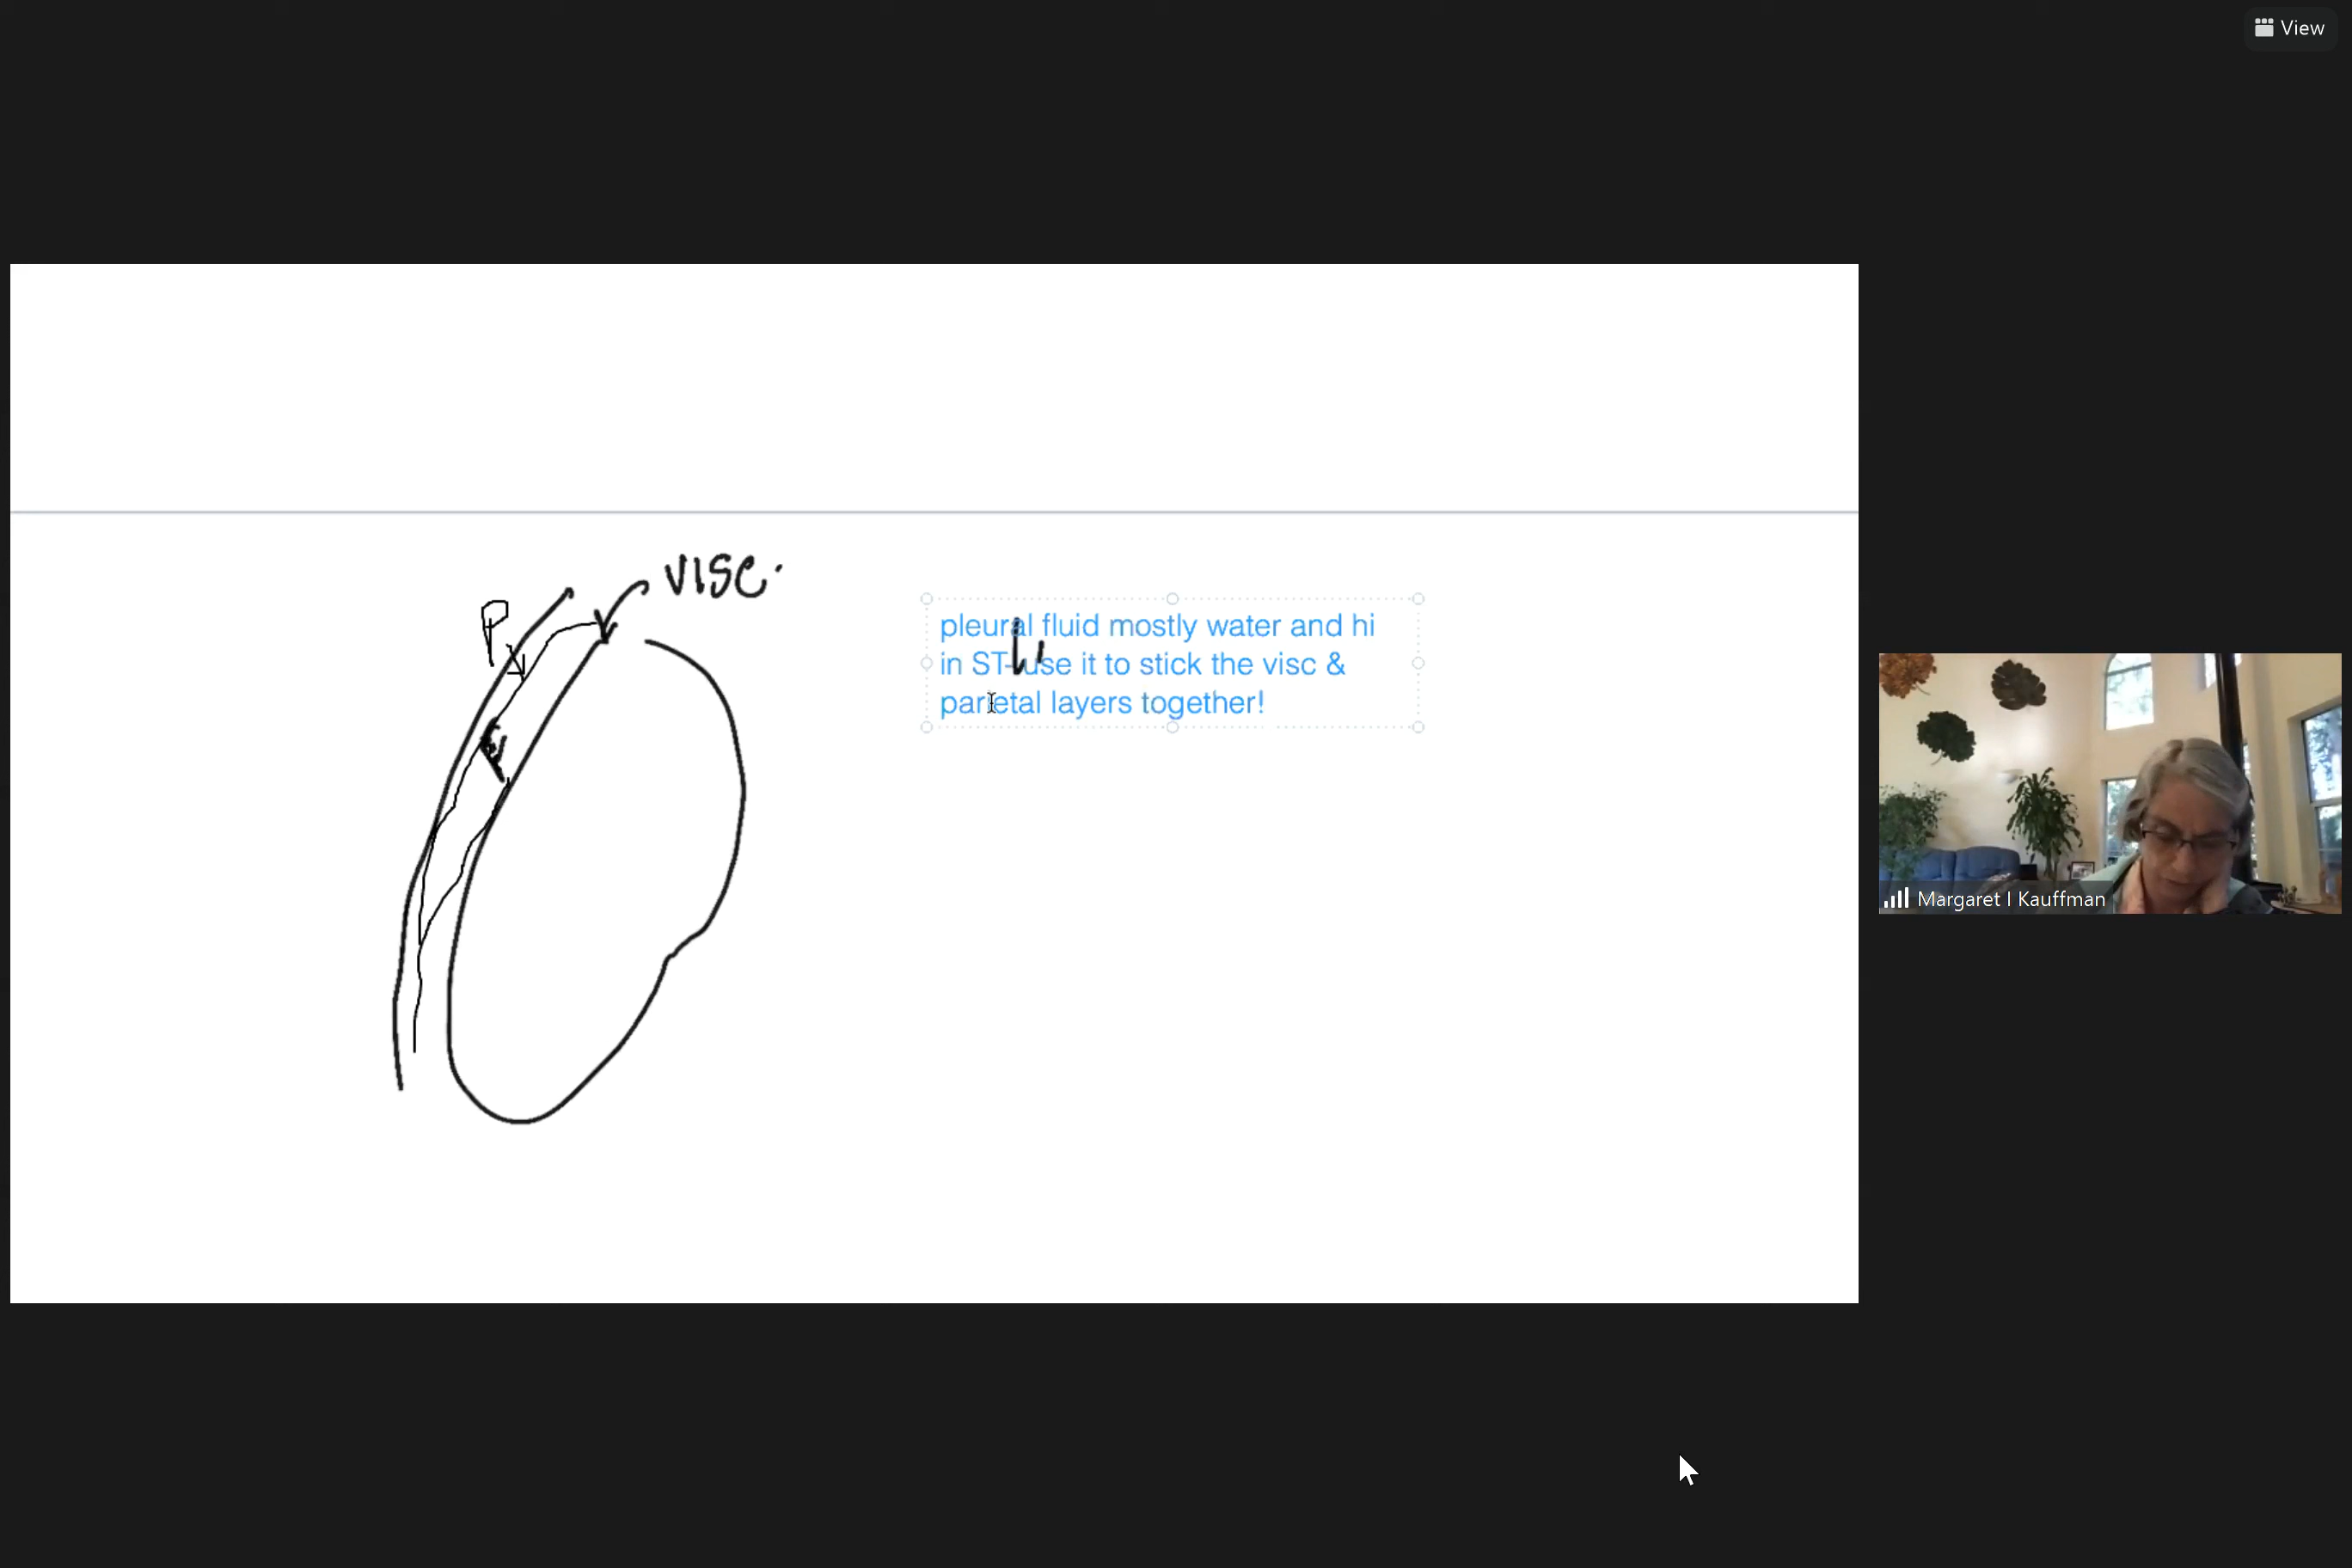 View
visc.
P
pleural fluid mostly water and hi
in ST-use it to stick the visc &
parietal layers together!
Margaret I Kauffman